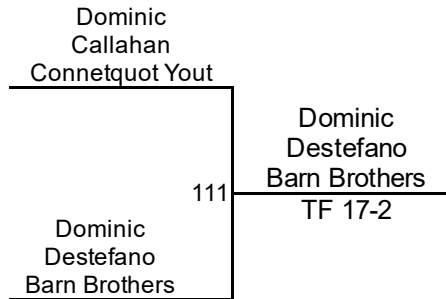 Dominic
Callahan
Connetquot Yout
Dominic
Destefano
Barn Brothers
111
TF 17-2
Dominic
Destefano
Barn Brothers